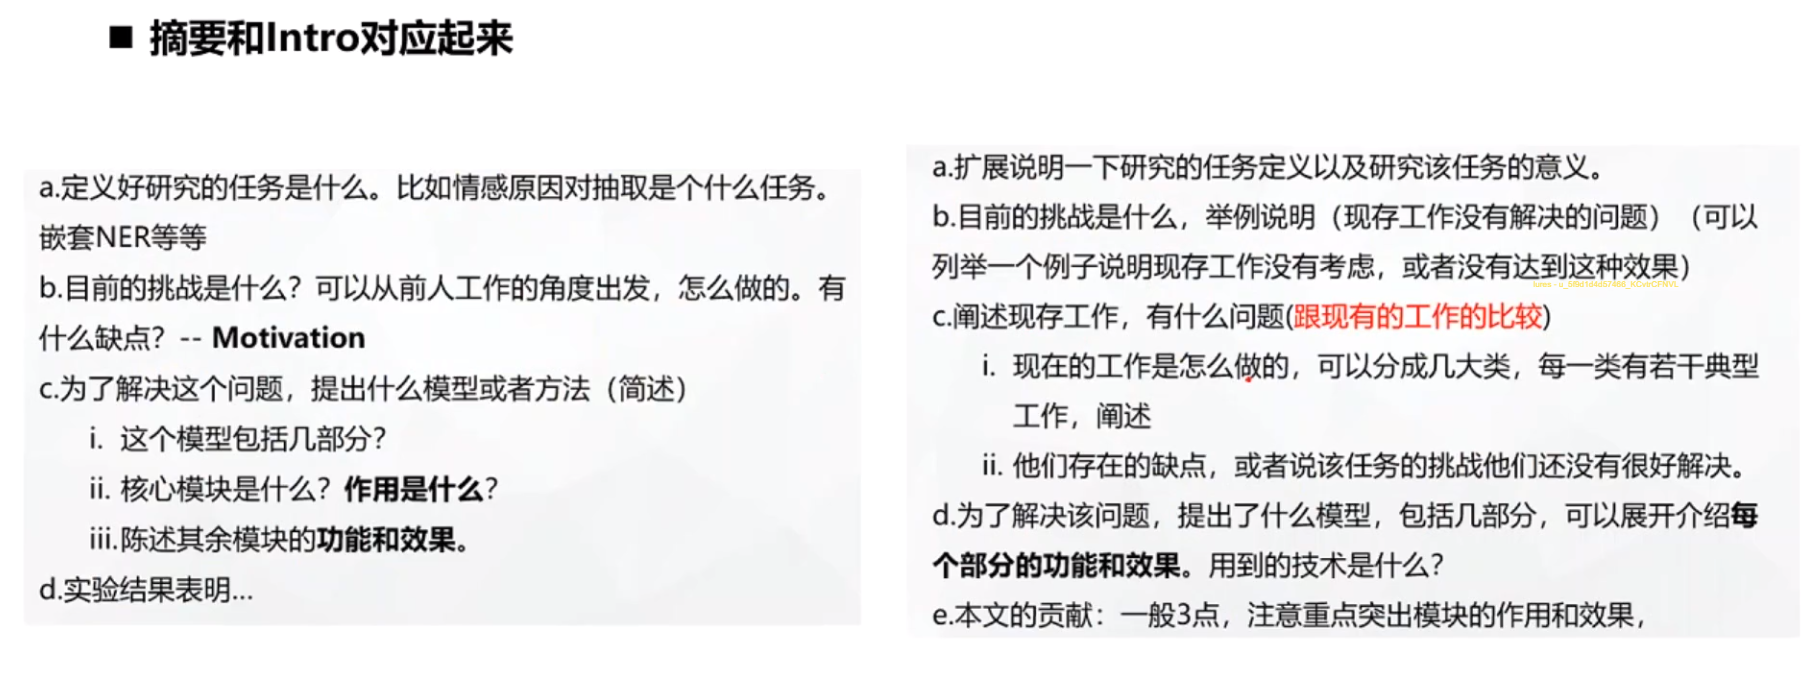 ■ 摘要和Intro对应起来
a.定义好研究的任务是什么。比如情感原因对抽取是个什么任务。
嵌套NER等等
b.目前的挑战是什么？可以从前人工作的角度出发，怎么做的。有
什么缺点？-- Motivation
c.为了解决这个问题，提出什么模型或者方法（简述）
i. 这个模型包括几部分？
ii. 核心模块是什么？作用是什么？
iii.陈述其余模块的功能和效果。
d.实验结果表明...
a.扩展说明一下研究的任务定义以及研究该任务的意义。
b.目前的挑战是什么，举例说明（现存工作没有解决的问题）（可以
列举一个例子说明现存工作没有考虑，或者没有达到这种效果）
c.阐述现存工作，有什么问题(跟现有的工作的比较)
i. 现在的工作是怎么做的，可以分成几大类，每一类有若干典型
工作，阐述
ii. 他们存在的缺点，或者说该任务的挑战他们还没有很好解决。
d.为了解决该问题，提出了什么模型，包括几部分，可以展开介绍每
个部分的功能和效果。用到的技术是什么？
e.本文的贡献：一般3点，注意重点突出模块的作用和效果，